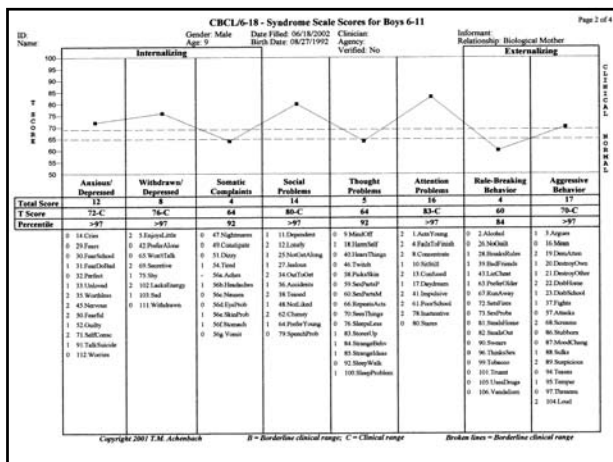 CBCL/6-18 - Syndrome Scale Scores for Boys 6-11
Page 2 of 4
ID:
Name:
Gender: Male
Age: 9
Date Filled: 06/18/2002
Birth Date: 08/27/1992
Clinician:
Agency:
Verified: No
Informant:
Relationship: Biological Mother
Internalizing
Externalizing
T SCORE
100
95
90
85
80
75
70
65
60
55
50
CLINICAL
NORMAL
Anxious/ Depressed
Withdrawn/ Depressed
Somatic Complaints
Social Problems
Thought Problems
Attention Problems
Rule-Breaking Behavior
Aggressive Behavior
Total Score 12 8 4 14 5 16 4 17
T Score 72-C 76-C 64 80-C 64 83-C 60 70-C
Percentile >97 >97 92 >97 92 >97 84 >97
0 14.Cries
0 29.Fears
0 30.FearSchool
1 31.FearDoBad
2 32.Perfect
1 33.Unloved
2 35.Worthless
2 45.Nervous
0 50.Fearful
1 52.Guilty
2 71.SelfConsc
1 91.TalkSuicide
0 112.Worries
2 5.EnjoysLittle
0 42.PreferAlone
0 65.Won'tTalk
2 69.Secretive
1 75.Shy
2 102.LacksEnergy
1 103.Sad
0 111.Withdrawn
0 47.Nightmares
0 49.Constipate
0 51.Dizzy
1 54.Tired
0 56a.Aches
1 56b.Headaches
0 56c.Nausea
0 56d.EyeProb
1 56e.SkinProb
1 56f.Stomach
0 56g.Vomit
1 11.Dependent
2 12.Lonely
1 25.NotGetAlong
1 27.Jealous
2 34.OutToGet
1 36.Accidents
2 38.Teased
1 48.NotLiked
2 62.Clumsy
1 64.PreferYoung
0 79.SpeechProb
0 9.MindOff
1 18.HarmSelf
0 40.HearsThings
0 46.Twitch
0 58.PicksSkin
0 59.SexPartsP
0 60.SexPartsM
0 66.RepeatsActs
0 70.SeesThings
0 76.SleepsLess
1 83.StoresUp
1 84.StrangeBehv
1 85.StrangeIdeas
0 92.SleepWalk
1 100.SleepProblem
1 1.ActsYoung
2 4.FailsToFinish
2 8.Concentrate
1 10.SitStill
2 13.Confused
1 17.Daydream
2 41.Impulsive
2 61.PoorSchool
2 78.Inattentive
0 80.Stares
0 2.Alcohol
0 26.NoGuilt
1 28.BreaksRules
0 39.BadFriends
1 43.LieCheat
0 63.PreferOlder
0 67.RunAway
0 72.SetsFires
0 73.SexProbs
0 81.StealsHome
0 82.StealsOut
0 90.Swears
0 96.ThinksSex
0 99.Tobacco
0 101.Truant
0 105.UsesDrugs
0 106.Vandalism
1 3.Argues
0 16.Mean
2 19.DemAtten
1 20.DestroyOwn
1 21.DestroyOther
22.DisbHome
23.DisbSchool
37.Fights
57.Attacks
68.Screams
86.Stubborn
87.MoodChang
88.Sulks
89.Suspicious
94.Teases
95.Temper
97.Threaten
104.Loud
Copyright 2001 T.M. Achenbach
B = Borderline clinical range; C = Clinical range
Broken lines = Borderline clinical range